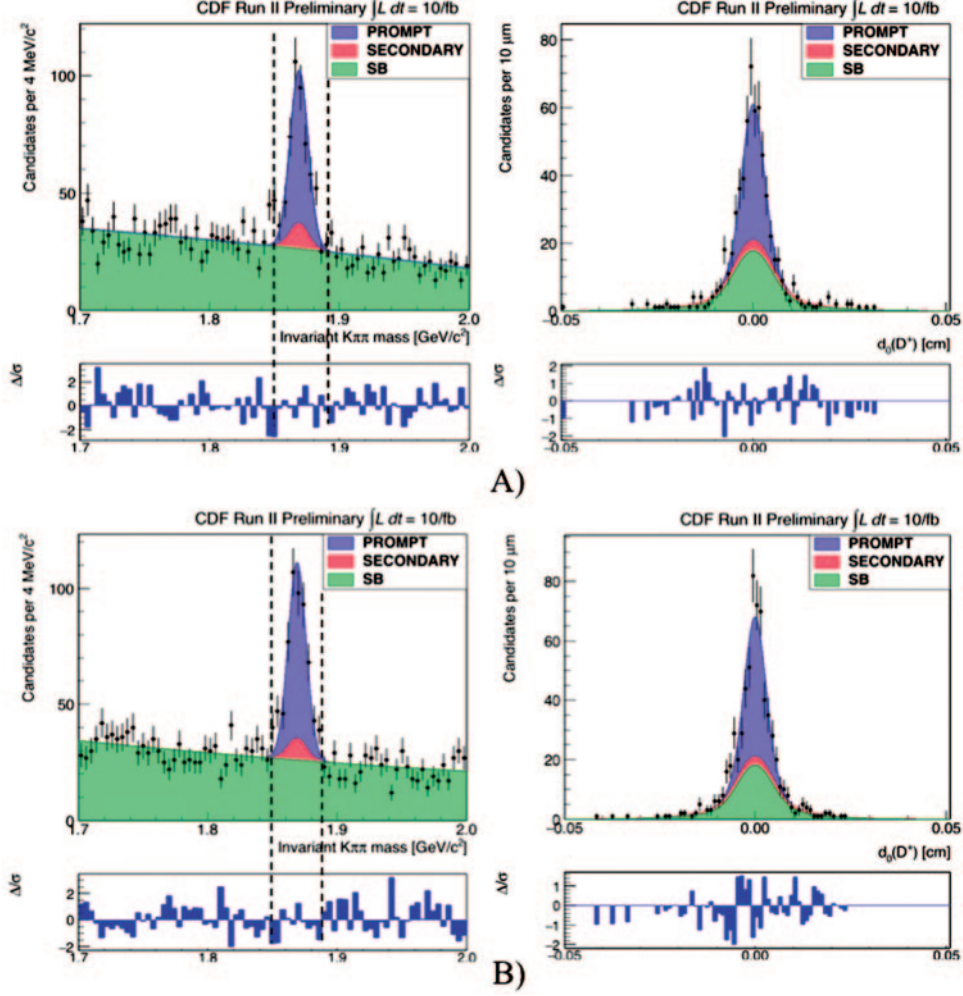 CDF Run II Preliminary ∫L dt = 10/fb
Candidates per 4 MeV/c²
PROMPT
SECONDARY
SB
100
50
0
1.7 1.8 1.9 2.0
Invariant Kππ mass [GeV/c²]
Δ/σ
2
0
−2
1.7 1.8 1.9 2.0
CDF Run II Preliminary ∫L dt = 10/fb
Candidates per 10 μm
PROMPT
SECONDARY
SB
80
60
40
20
0
−0.05 0.00 0.05
d₀(D⁺) [cm]
Δ/σ
2
1
0
−1
−2
−0.05 0.00 0.05
A)
CDF Run II Preliminary ∫L dt = 10/fb
Candidates per 4 MeV/c²
PROMPT
SECONDARY
SB
100
50
0
1.7 1.8 1.9 2.0
Invariant Kππ mass [GeV/c²]
Δ/σ
2
0
−2
1.7 1.8 1.9 2.0
CDF Run II Preliminary ∫L dt = 10/fb
Candidates per 10 μm
PROMPT
SECONDARY
SB
80
60
40
20
0
−0.05 0.00 0.05
d₀(D⁺) [cm]
Δ/σ
1
0
−1
−2
−0.05 0.00 0.05
B)